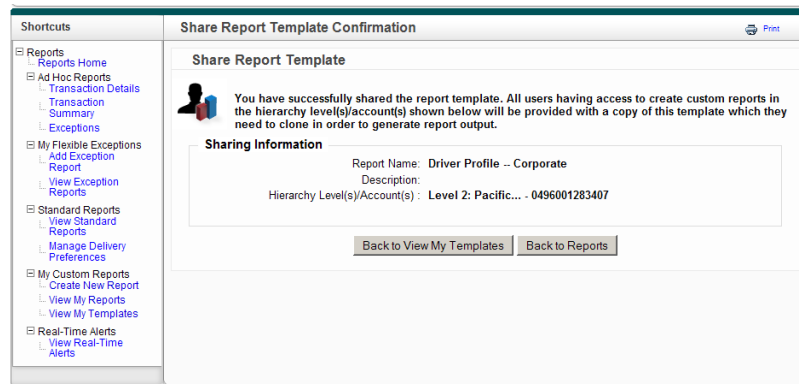 Shortcuts
Reports
Reports Home
Ad Hoc Reports
Transaction Details
Transaction
Summary
Exceptions
My Flexible Exceptions
Add Exception
Report
View Exception
Reports
Standard Reports
View Standard
Reports
Manage Delivery
Preferences
My Custom Reports
Create New Report
View My Reports
View My Templates
Real-Time Alerts
View Real-Time
Alerts
Share Report Template Confirmation
Print
Share Report Template
You have successfully shared the report template. All users having access to create custom reports in
the hierarchy level(s)/account(s) shown below will be provided with a copy of this template which they
need to clone in order to generate report output.
Sharing Information
Report Name: Driver Profile -- Corporate
Description:
Hierarchy Level(s)/Account(s) : Level 2: Pacific... - 0496001283407
Back to View My Templates Back to Reports